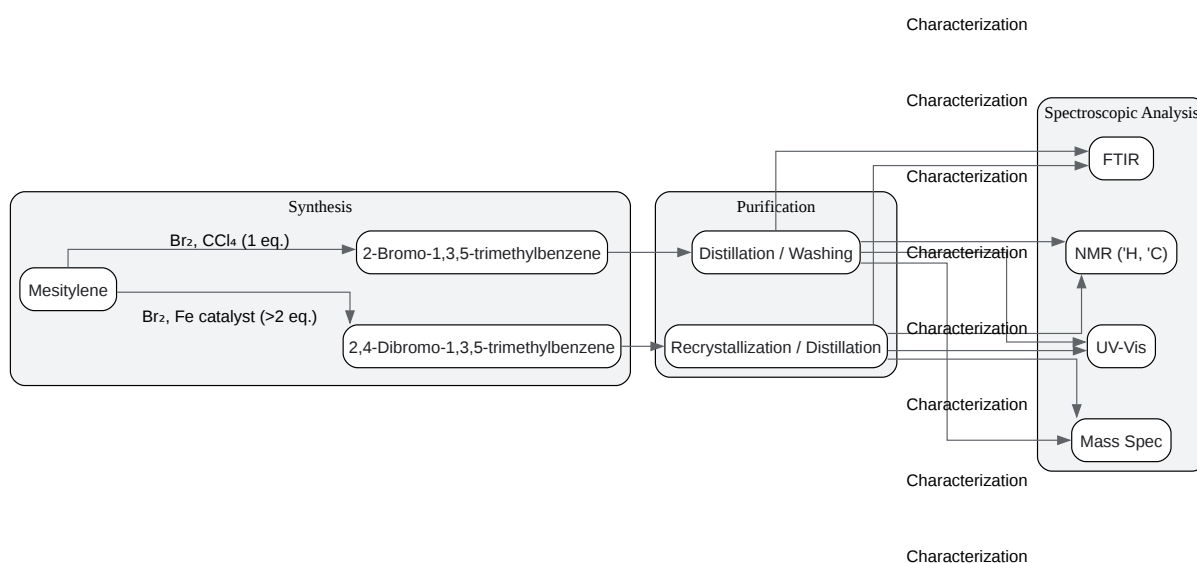 Characterization
Characterization
Spectroscopic Analysis
FTIR
Characterization
Synthesis
Purification
Br₂, CCl₄ (1 eq.)
2-Bromo-1,3,5-trimethylbenzene
Distillation / Washing
Characterization
NMR ('H, 'C)
Mesitylene
Br₂, Fe catalyst (>2 eq.)
Characterization
2,4-Dibromo-1,3,5-trimethylbenzene
Recrystallization / Distillation
UV-Vis
Characterization
Mass Spec
Characterization
Characterization